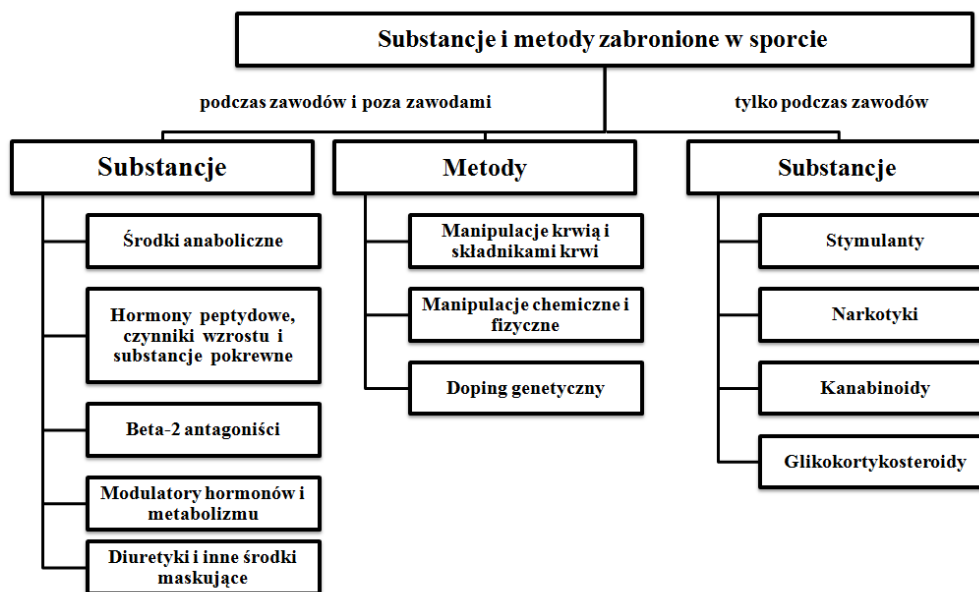 Substancje i metody zabronione w sporcie
podczas zawodów i poza zawodami
tylko podczas zawodów
Substancje
Środki anaboliczne
Hormony peptydowe,
czynniki wzrostu i
substancje pokrewne
Beta-2 antagoniści
Modulatory hormonów i
metabolizmu
Diuretyki i inne środki
maskujące
Metody
Manipulacje krwią i
składnikami krwi
Manipulacje chemiczne i
fizyczne
Doping genetyczny
Substancje
Stymulanty
Narkotyki
Kanabinoidy
Glikokortykosteroidy